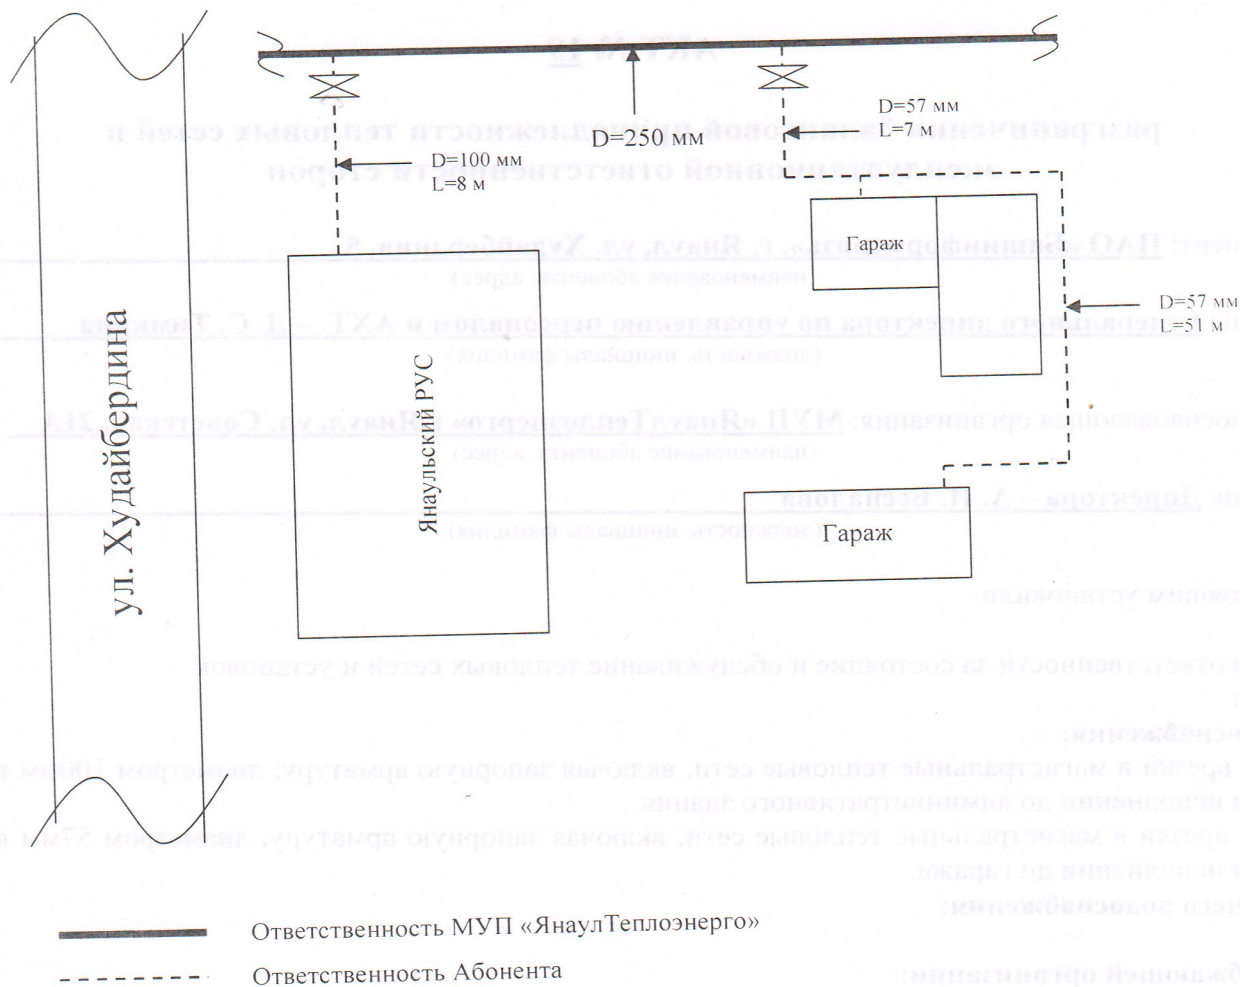 D=57 мм
L=7 м
D=250 мм
D=100 мм
L=8 м
Гараж
D=57 мм
L=51 м
ул. Худайбердина
Янаульский РУС
Гараж
Ответственность МУП «ЯнаулТеплоэнерго»
Ответственность Абонента